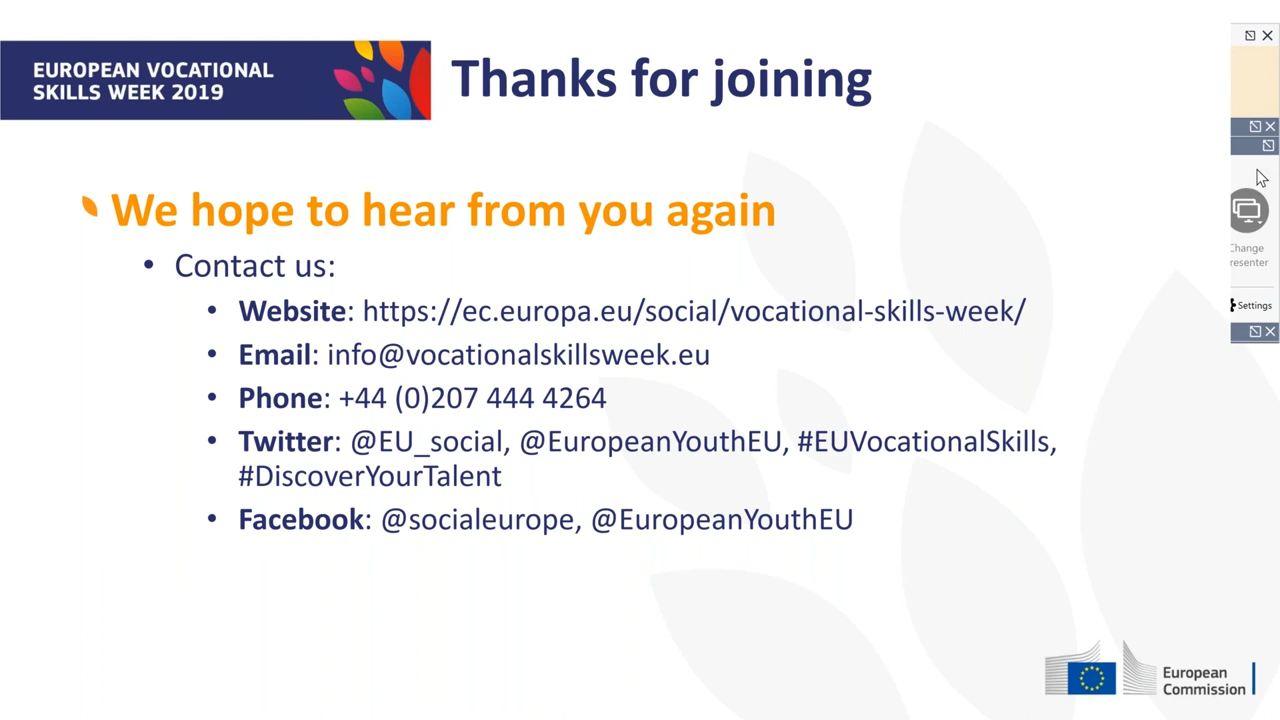 EUROPEAN VOCATIONAL
SKILLS WEEK 2019
Thanks for joining
We hope to hear from you again
• Contact us:
• Website: https://ec.europa.eu/social/vocational-skills-week/
• Email: info@vocationalskillsweek.eu
• Phone: +44 (0)207 444 4264
• Twitter: @EU_social, @EuropeanYouthEU, #EUVocationalSkills,
#DiscoverYourTalent
• Facebook: @socialeurope, @EuropeanYouthEU
Change
resenter
Settings
European
Commission